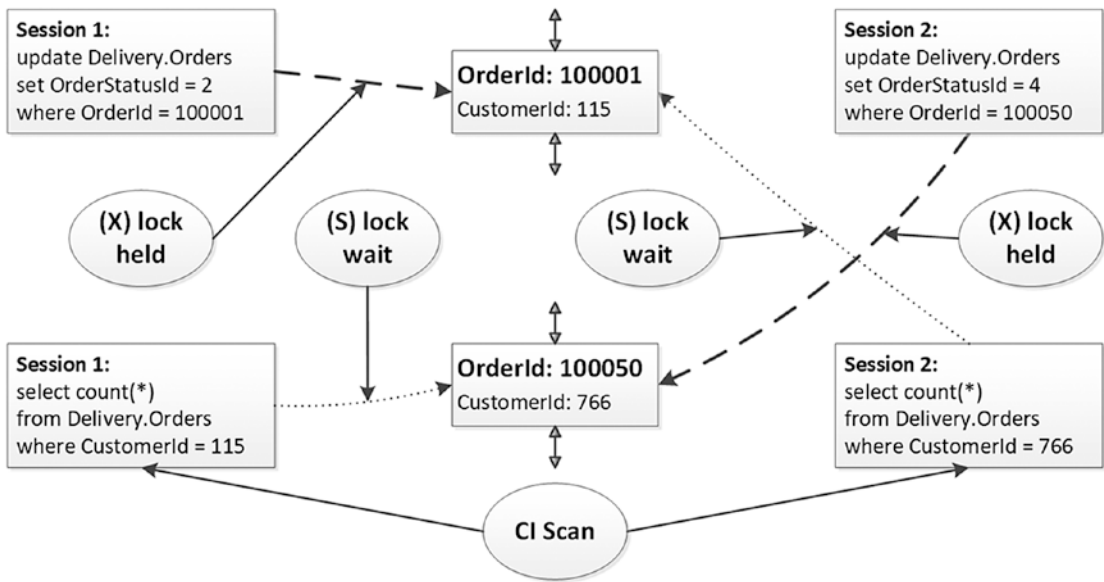 Session 1:
update Delivery.Orders
set OrderStatusId = 2
where OrderId = 100001
OrderId: 100001
CustomerId: 115
Session 2:
update Delivery.Orders
set OrderStatusId = 4
where OrderId = 100050
(X) lock
held
(S) lock
wait
(S) lock
wait
(X) lock
held
Session 1:
select count(*)
from Delivery.Orders
where CustomerId = 115
OrderId: 100050
CustomerId: 766
Session 2:
select count(*)
from Delivery.Orders
where CustomerId = 766
CI Scan